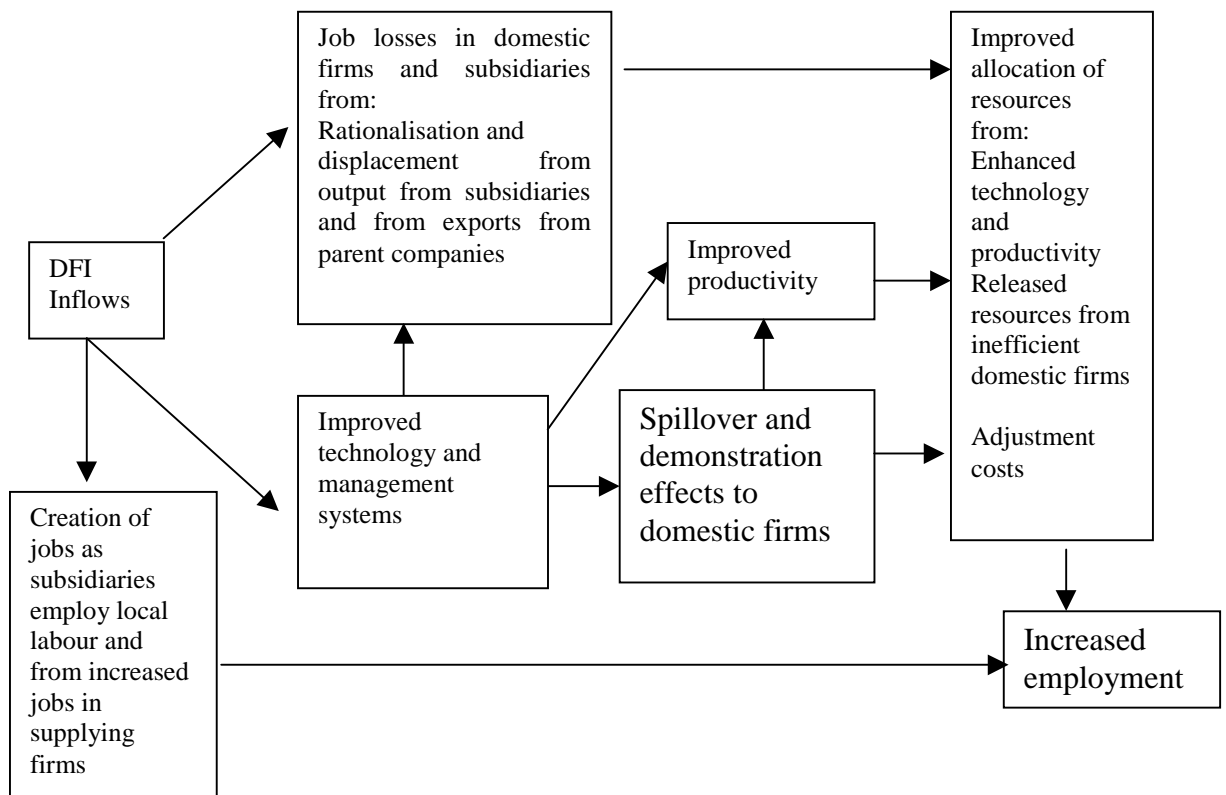 DFI
Inflows
Job losses in domestic
firms and subsidiaries
from:
Rationalisation and
displacement from
output from subsidiaries
and from exports from
parent companies
Improved
technology and
management
systems
Creation of
jobs as
subsidiaries
employ local
labour and
from increased
jobs in
supplying
firms
Improved
productivity
Spillover and
demonstration
effects to
domestic firms
Improved
allocation of
resources
from:
Enhanced
technology
and
productivity
Released
resources from
inefficient
domestic firms
Adjustment
costs
Increased
employment